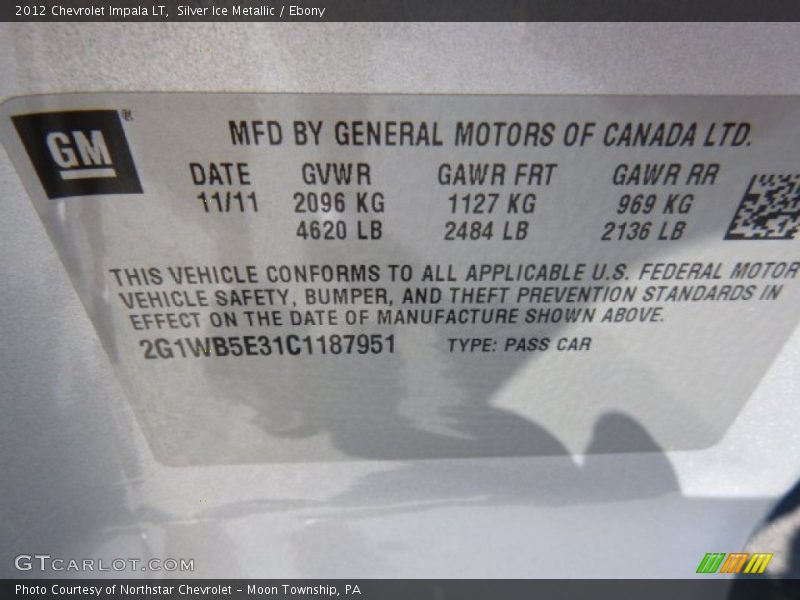 2012 Chevrolet Impala LT, Silver Ice Metallic / Ebony
GM®
MFD BY GENERAL MOTORS OF CANADA LTD.
DATE GVWR GAWR FRT GAWR RR
11/11 2096 KG 1127 KG 969 KG
4620 LB 2484 LB 2136 LB
THIS VEHICLE CONFORMS TO ALL APPLICABLE U.S. FEDERAL MOTOR
VEHICLE SAFETY, BUMPER, AND THEFT PREVENTION STANDARDS IN
EFFECT ON THE DATE OF MANUFACTURE SHOWN ABOVE.
2G1WB5E31C1187951 TYPE: PASS CAR
GTCARLOT.COM
Photo Courtesy of Northstar Chevrolet - Moon Township, PA